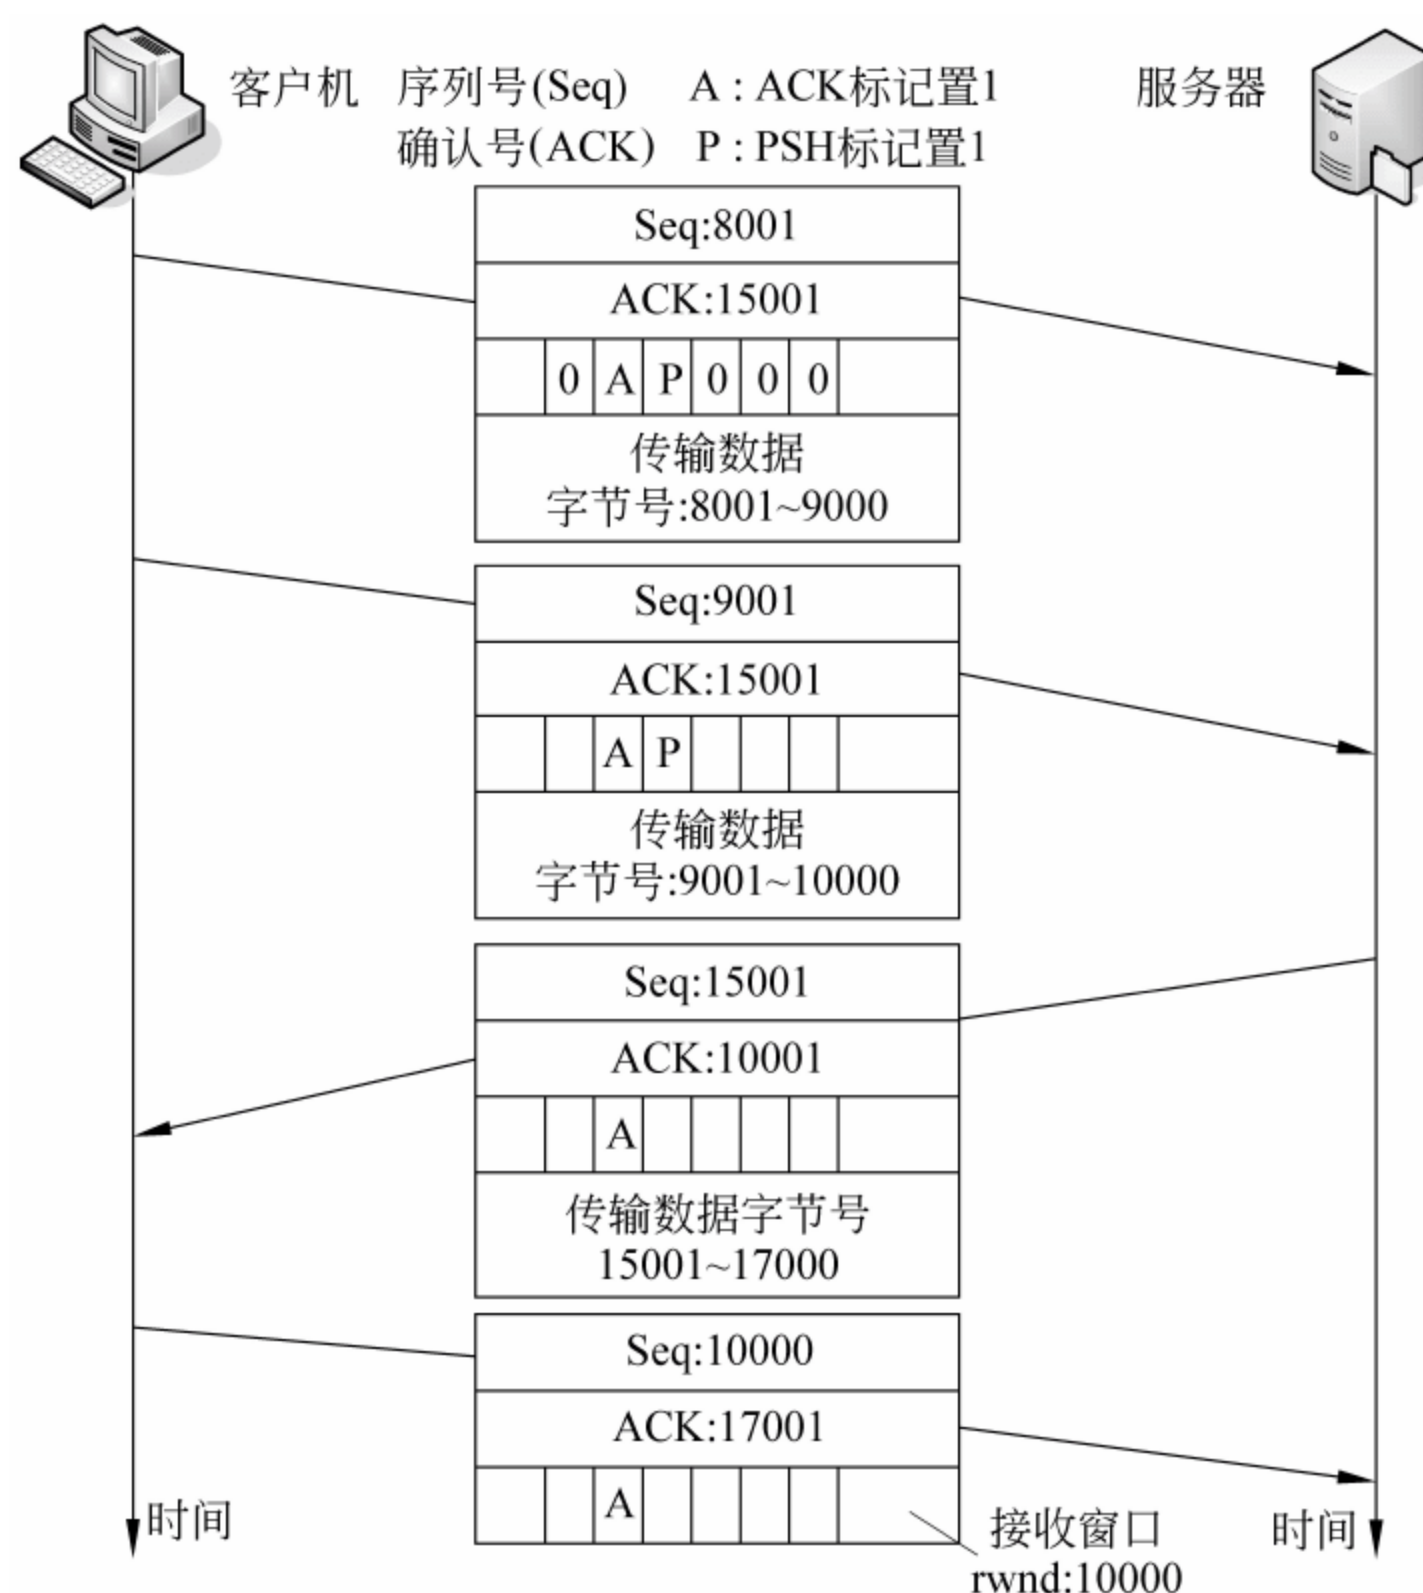 客户机 序列号(Seq) A : ACK标记置1 服务器
确认号(ACK) P : PSH标记置1
Seq:8001
ACK:15001
0 A P 0 0 0
传输数据
字节号:8001~9000
Seq:9001
ACK:15001
A P
传输数据
字节号:9001~10000
Seq:15001
ACK:10001
A
传输数据字节号
15001~17000
Seq:10000
ACK:17001
A
时间
接收窗口
rwnd:10000
时间